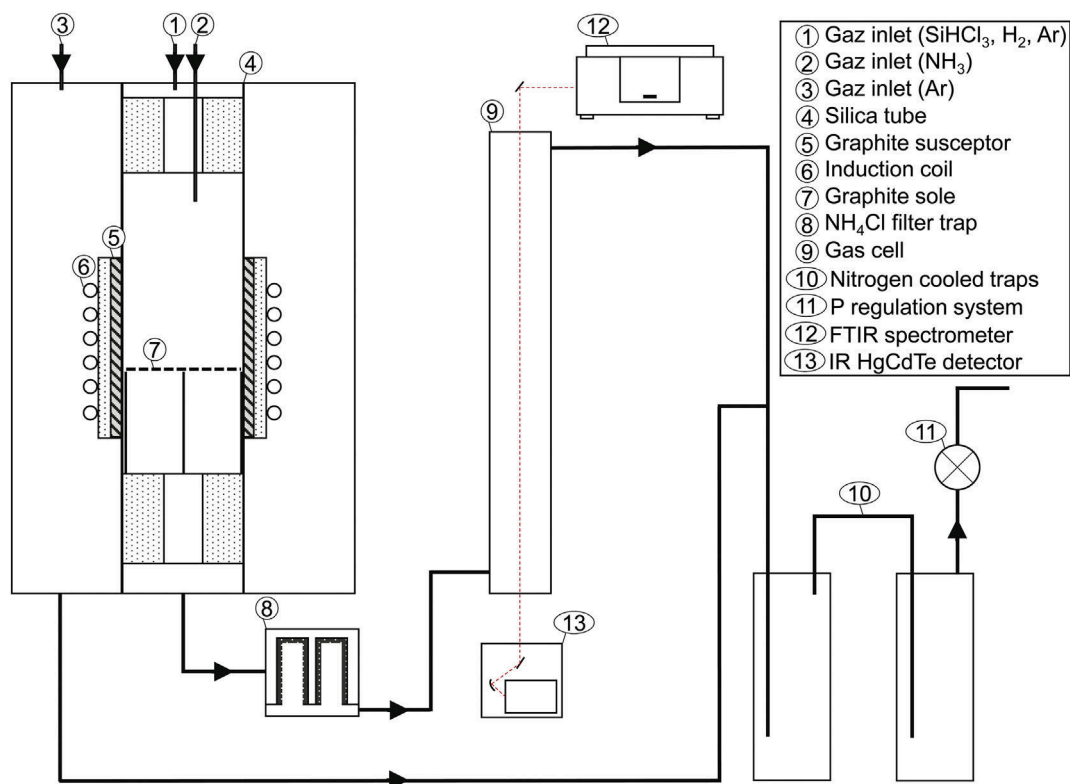 ③
①
②
④
⑤
⑥
⑦
⑧
⑨
⑫
⑬
⑩
⑪
① Gaz inlet (SiHCl₃, H₂, Ar)
② Gaz inlet (NH₃)
③ Gaz inlet (Ar)
④ Silica tube
⑤ Graphite susceptor
⑥ Induction coil
⑦ Graphite sole
⑧ NH₄Cl filter trap
⑨ Gas cell
⑩ Nitrogen cooled traps
⑪ P regulation system
⑫ FTIR spectrometer
⑬ IR HgCdTe detector